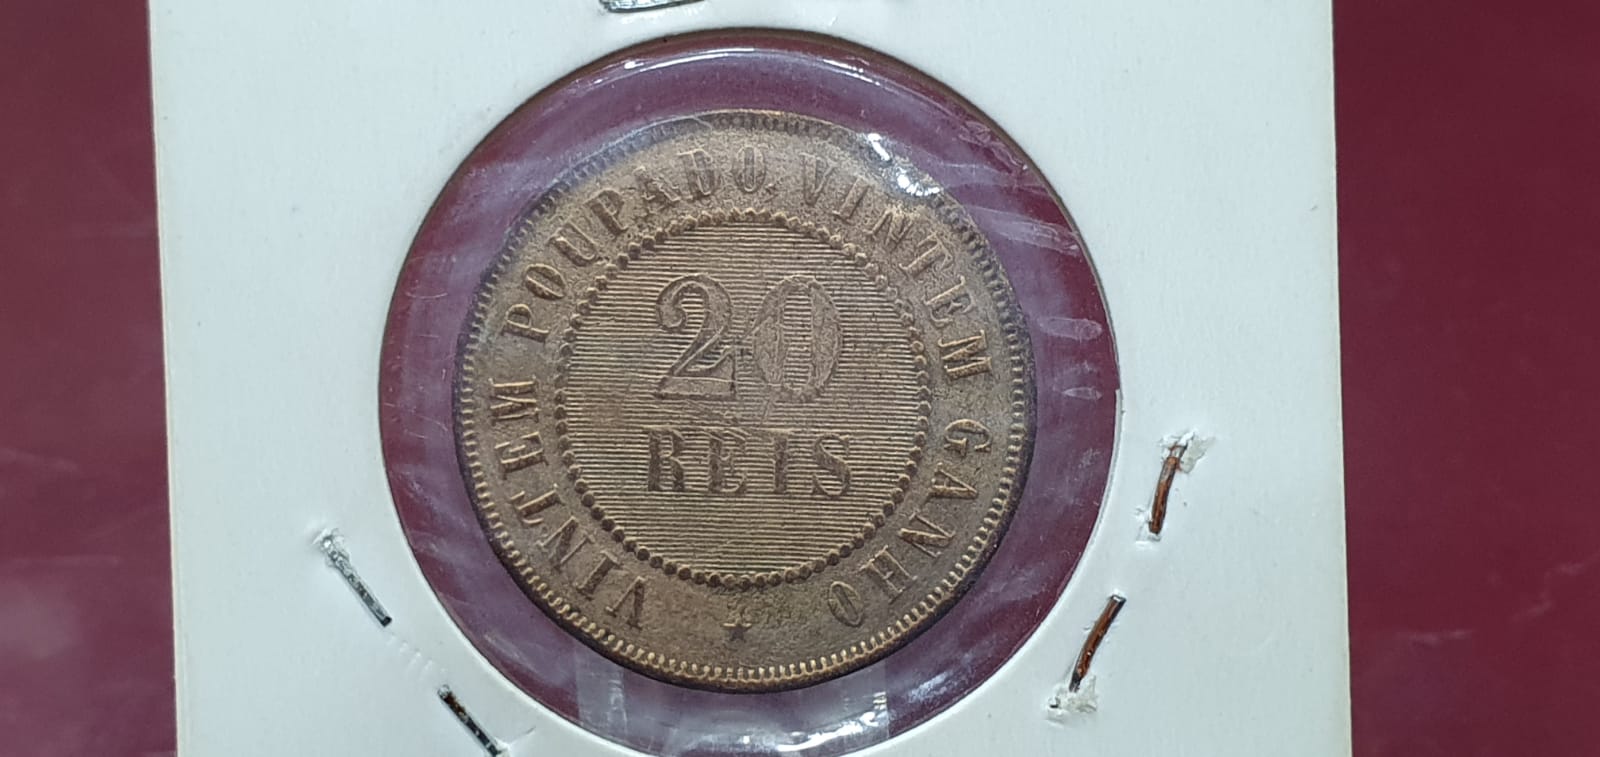 VINTEM POUPADO. VINTEM GANHO
20
REIS